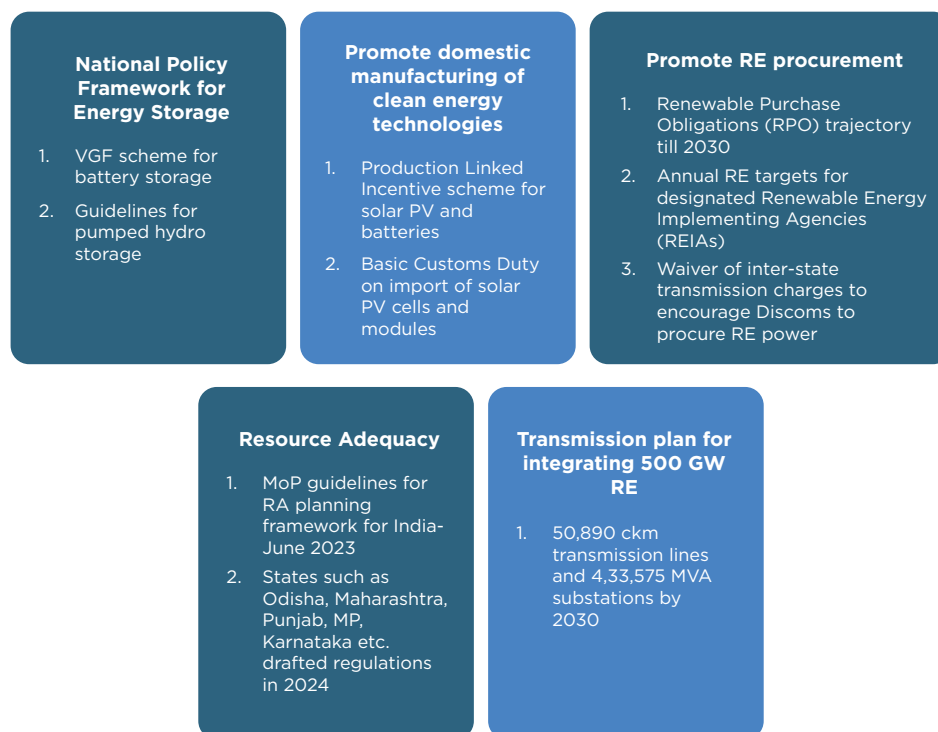 National Policy
Framework for
Energy Storage
1. VGF scheme for
battery storage
2. Guidelines for
pumped hydro
storage
Promote domestic
manufacturing of
clean energy
technologies
1. Production Linked
Incentive scheme for
solar PV and
batteries
2. Basic Customs Duty
on import of solar
PV cells and
modules
Promote RE procurement
1. Renewable Purchase
Obligations (RPO) trajectory
till 2030
2. Annual RE targets for
designated Renewable Energy
Implementing Agencies
(REIAs)
3. Waiver of inter-state
transmission charges to
encourage Discoms to
procure RE power
Resource Adequacy
1. MoP guidelines for
RA planning
framework for India-
June 2023
2. States such as
Odisha, Maharashtra,
Punjab, MP,
Karnataka etc.
drafted regulations
in 2024
Transmission plan for
integrating 500 GW
RE
1. 50,890 ckm
transmission lines
and 4,33,575 MVA
substations by
2030